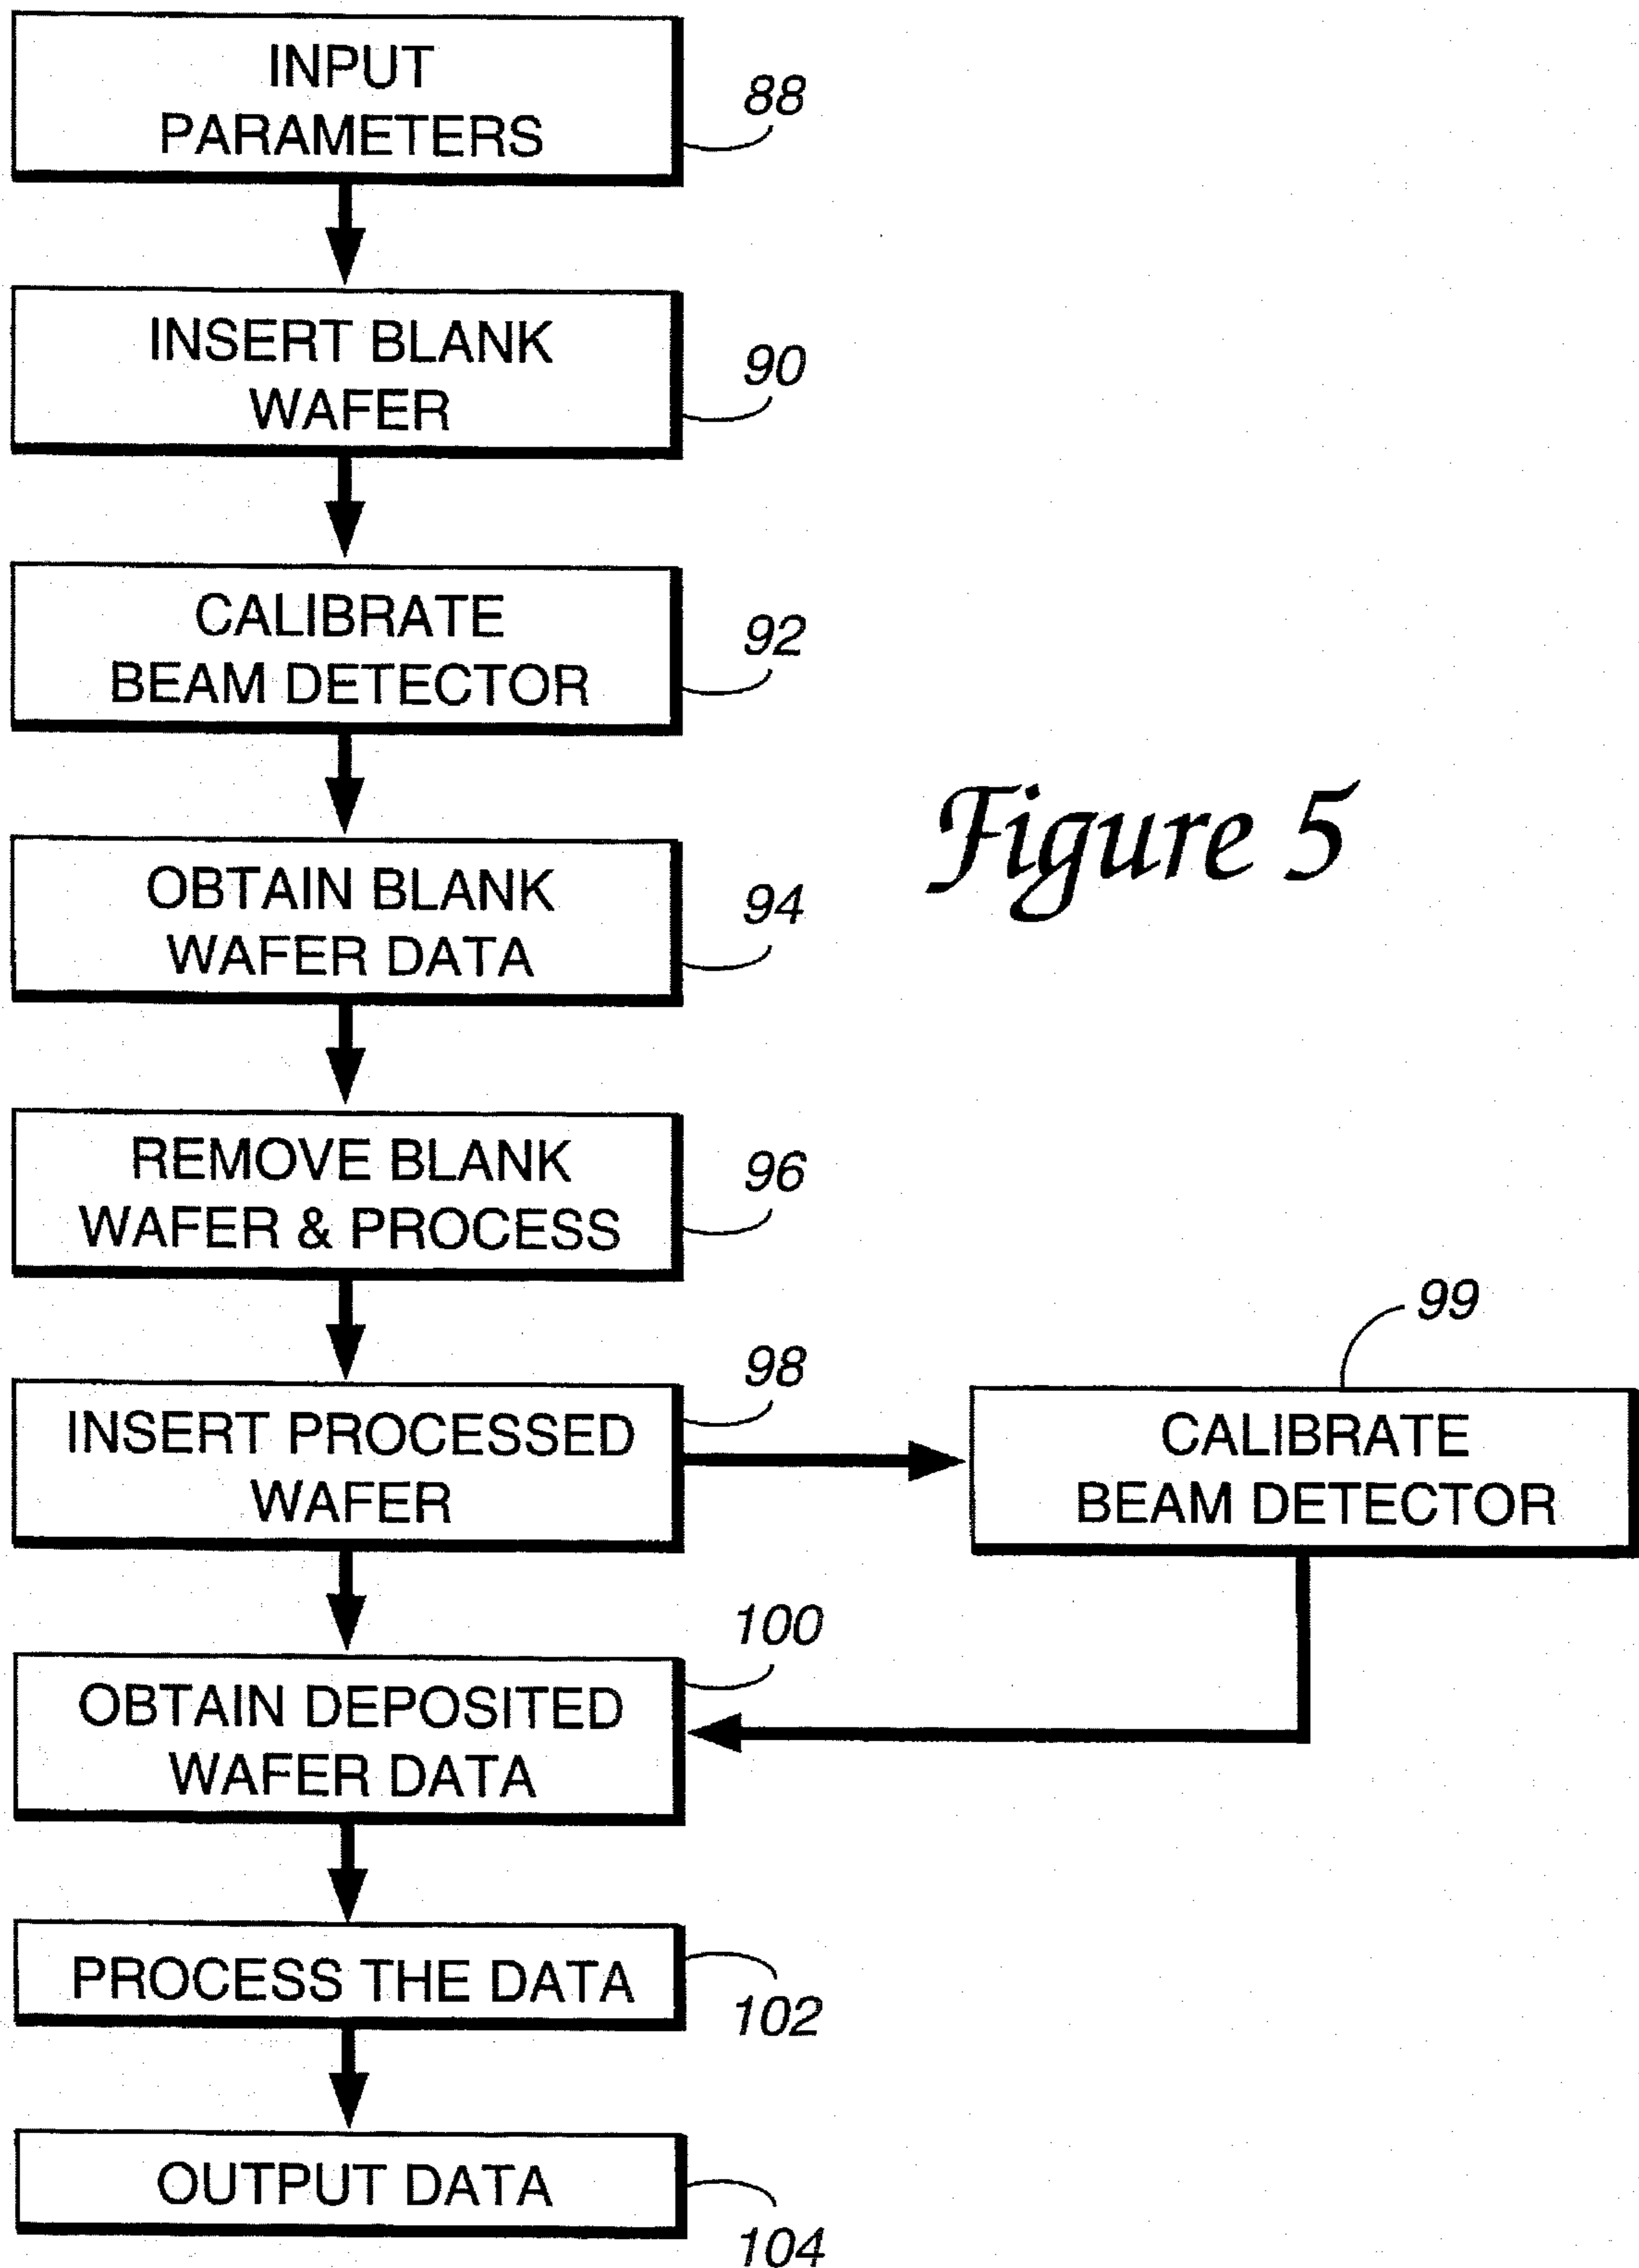 INPUT
PARAMETERS
88
INSERT BLANK
WAFER
90
CALIBRATE
BEAM DETECTOR
92
Figure 5
OBTAIN BLANK
WAFER DATA
94
REMOVE BLANK
WAFER & PROCESS
96
INSERT PROCESSED
WAFER
98
CALIBRATE
BEAM DETECTOR
99
OBTAIN DEPOSITED
WAFER DATA
100
PROCESS THE DATA
102
OUTPUT DATA
104